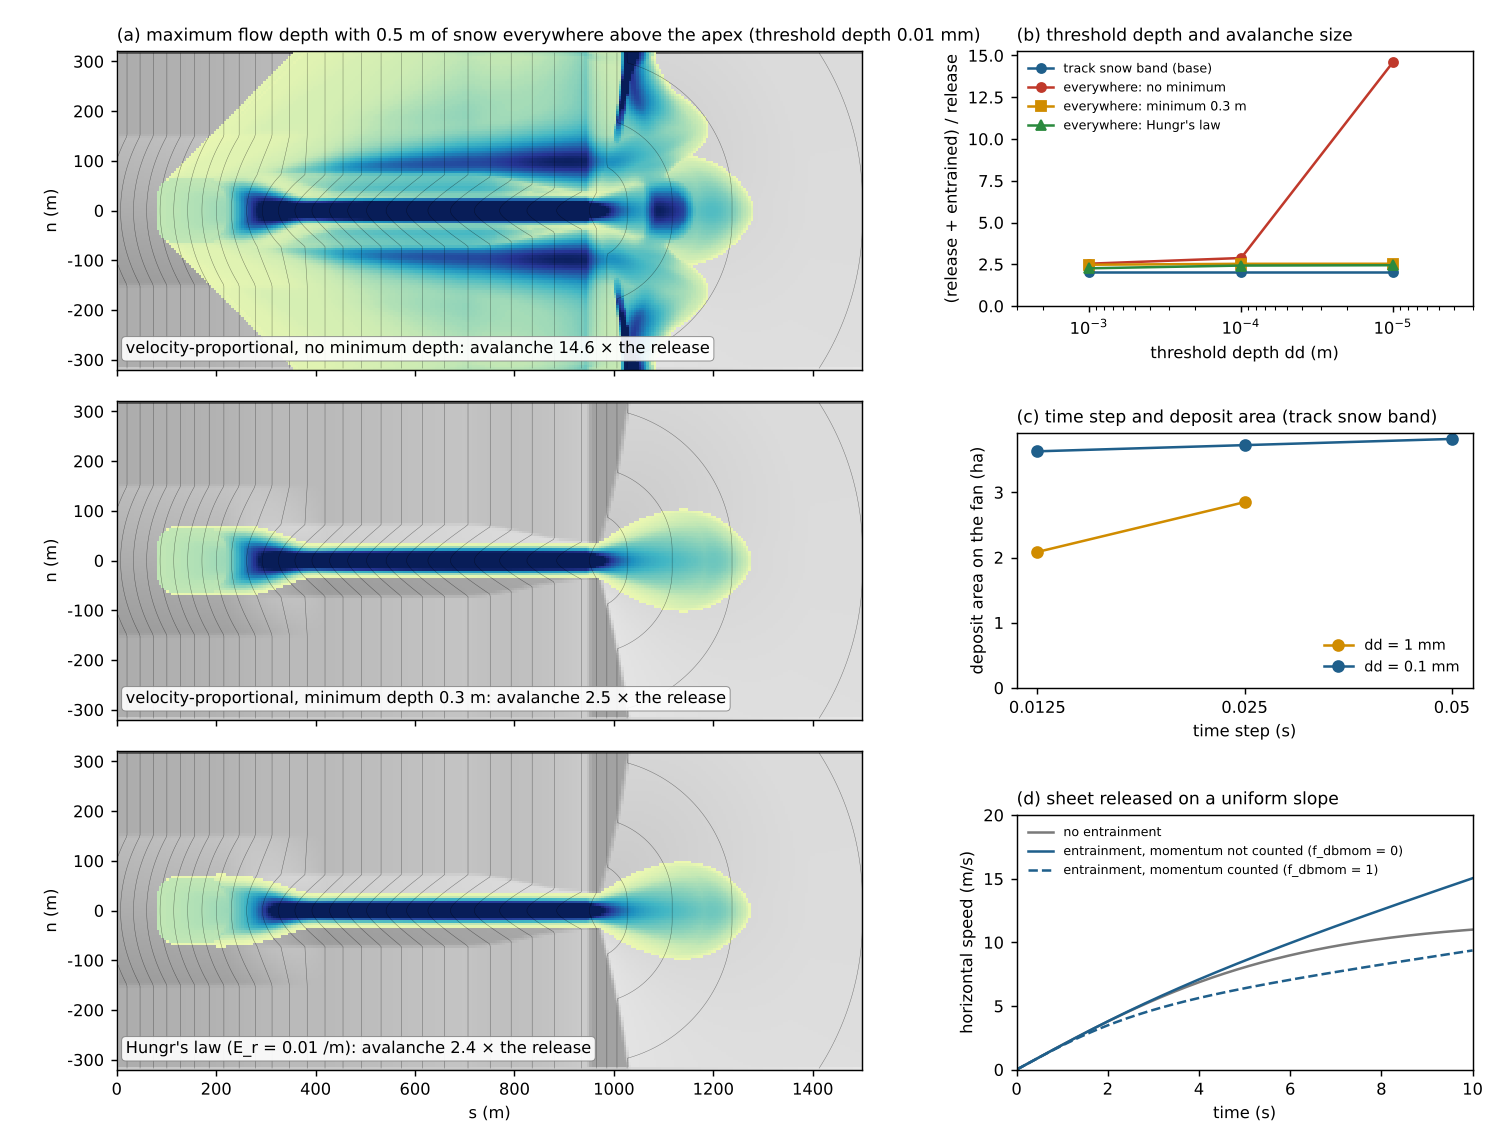 (a) maximum flow depth with 0.5 m of snow everywhere above the apex (threshold depth 0.01 mm)
300
200
100
0
-100
-200
-300
n (m)
velocity-proportional, no minimum depth: avalanche 14.6 × the release
300
200
100
0
-100
-200
-300
n (m)
velocity-proportional, minimum depth 0.3 m: avalanche 2.5 × the release
300
200
100
0
-100
-200
-300
n (m)
Hungr's law (E_r = 0.01 /m): avalanche 2.4 × the release
0 200 400 600 800 1000 1200 1400
s (m)
(b) threshold depth and avalanche size
15.0
12.5
10.0
7.5
5.0
2.5
0.0
(release + entrained) / release
track snow band (base)
everywhere: no minimum
everywhere: minimum 0.3 m
everywhere: Hungr's law
10⁻³ 10⁻⁴ 10⁻⁵
threshold depth dd (m)
(c) time step and deposit area (track snow band)
3
2
1
0
deposit area on the fan (ha)
dd = 1 mm
dd = 0.1 mm
0.0125 0.025 0.05
time step (s)
(d) sheet released on a uniform slope
20
15
10
5
0
horizontal speed (m/s)
no entrainment
entrainment, momentum not counted (f_dbmom = 0)
entrainment, momentum counted (f_dbmom = 1)
0 2 4 6 8 10
time (s)